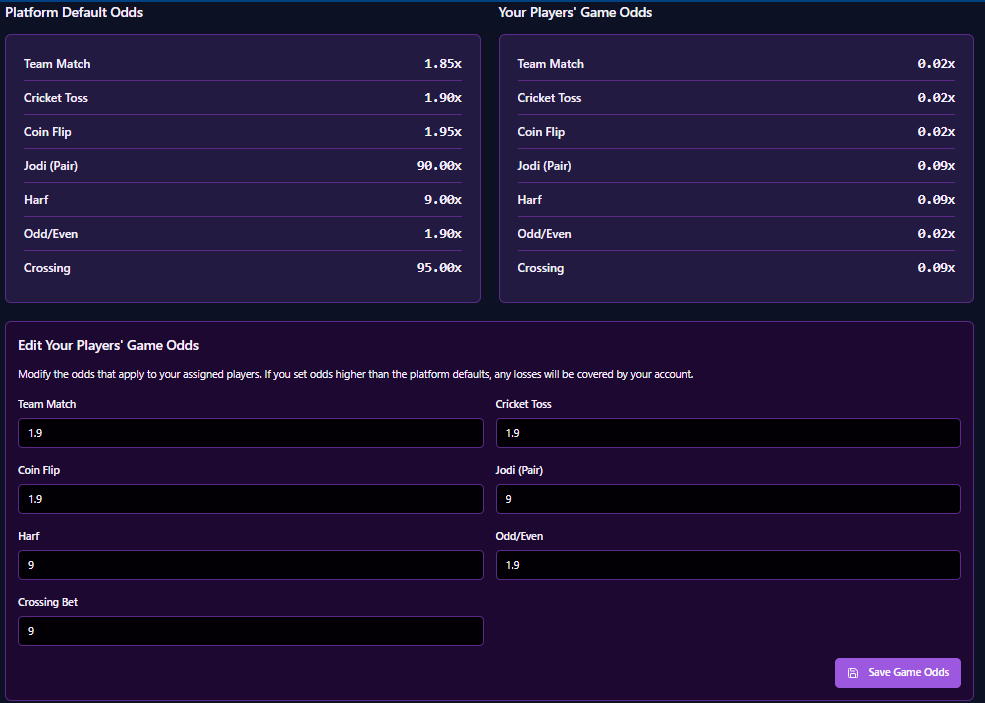 Platform Default Odds
Your Players' Game Odds
Team Match 1.85x
Cricket Toss 1.90x
Coin Flip 1.95x
Jodi (Pair) 90.00x
Harf 9.00x
Odd/Even 1.90x
Crossing 95.00x
Team Match 0.02x
Cricket Toss 0.02x
Coin Flip 0.02x
Jodi (Pair) 0.09x
Harf 0.09x
Odd/Even 0.02x
Crossing 0.09x
Edit Your Players' Game Odds
Modify the odds that apply to your assigned players. If you set odds higher than the platform defaults, any losses will be covered by your account.
Team Match
1.9
Cricket Toss
1.9
Coin Flip
1.9
Jodi (Pair)
9
Harf
9
Odd/Even
1.9
Crossing Bet
9
Save Game Odds